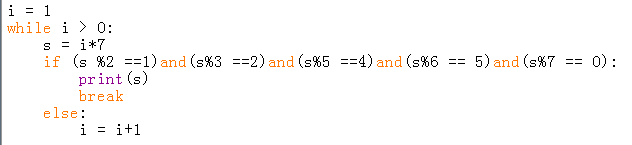 i = 1
while i > 0:
    s = i*7
    if (s %2 ==1)and(s%3 ==2)and(s%5 ==4)and(s%6 == 5)and(s%7 == 0):
        print(s)
        break
    else:
        i = i+1